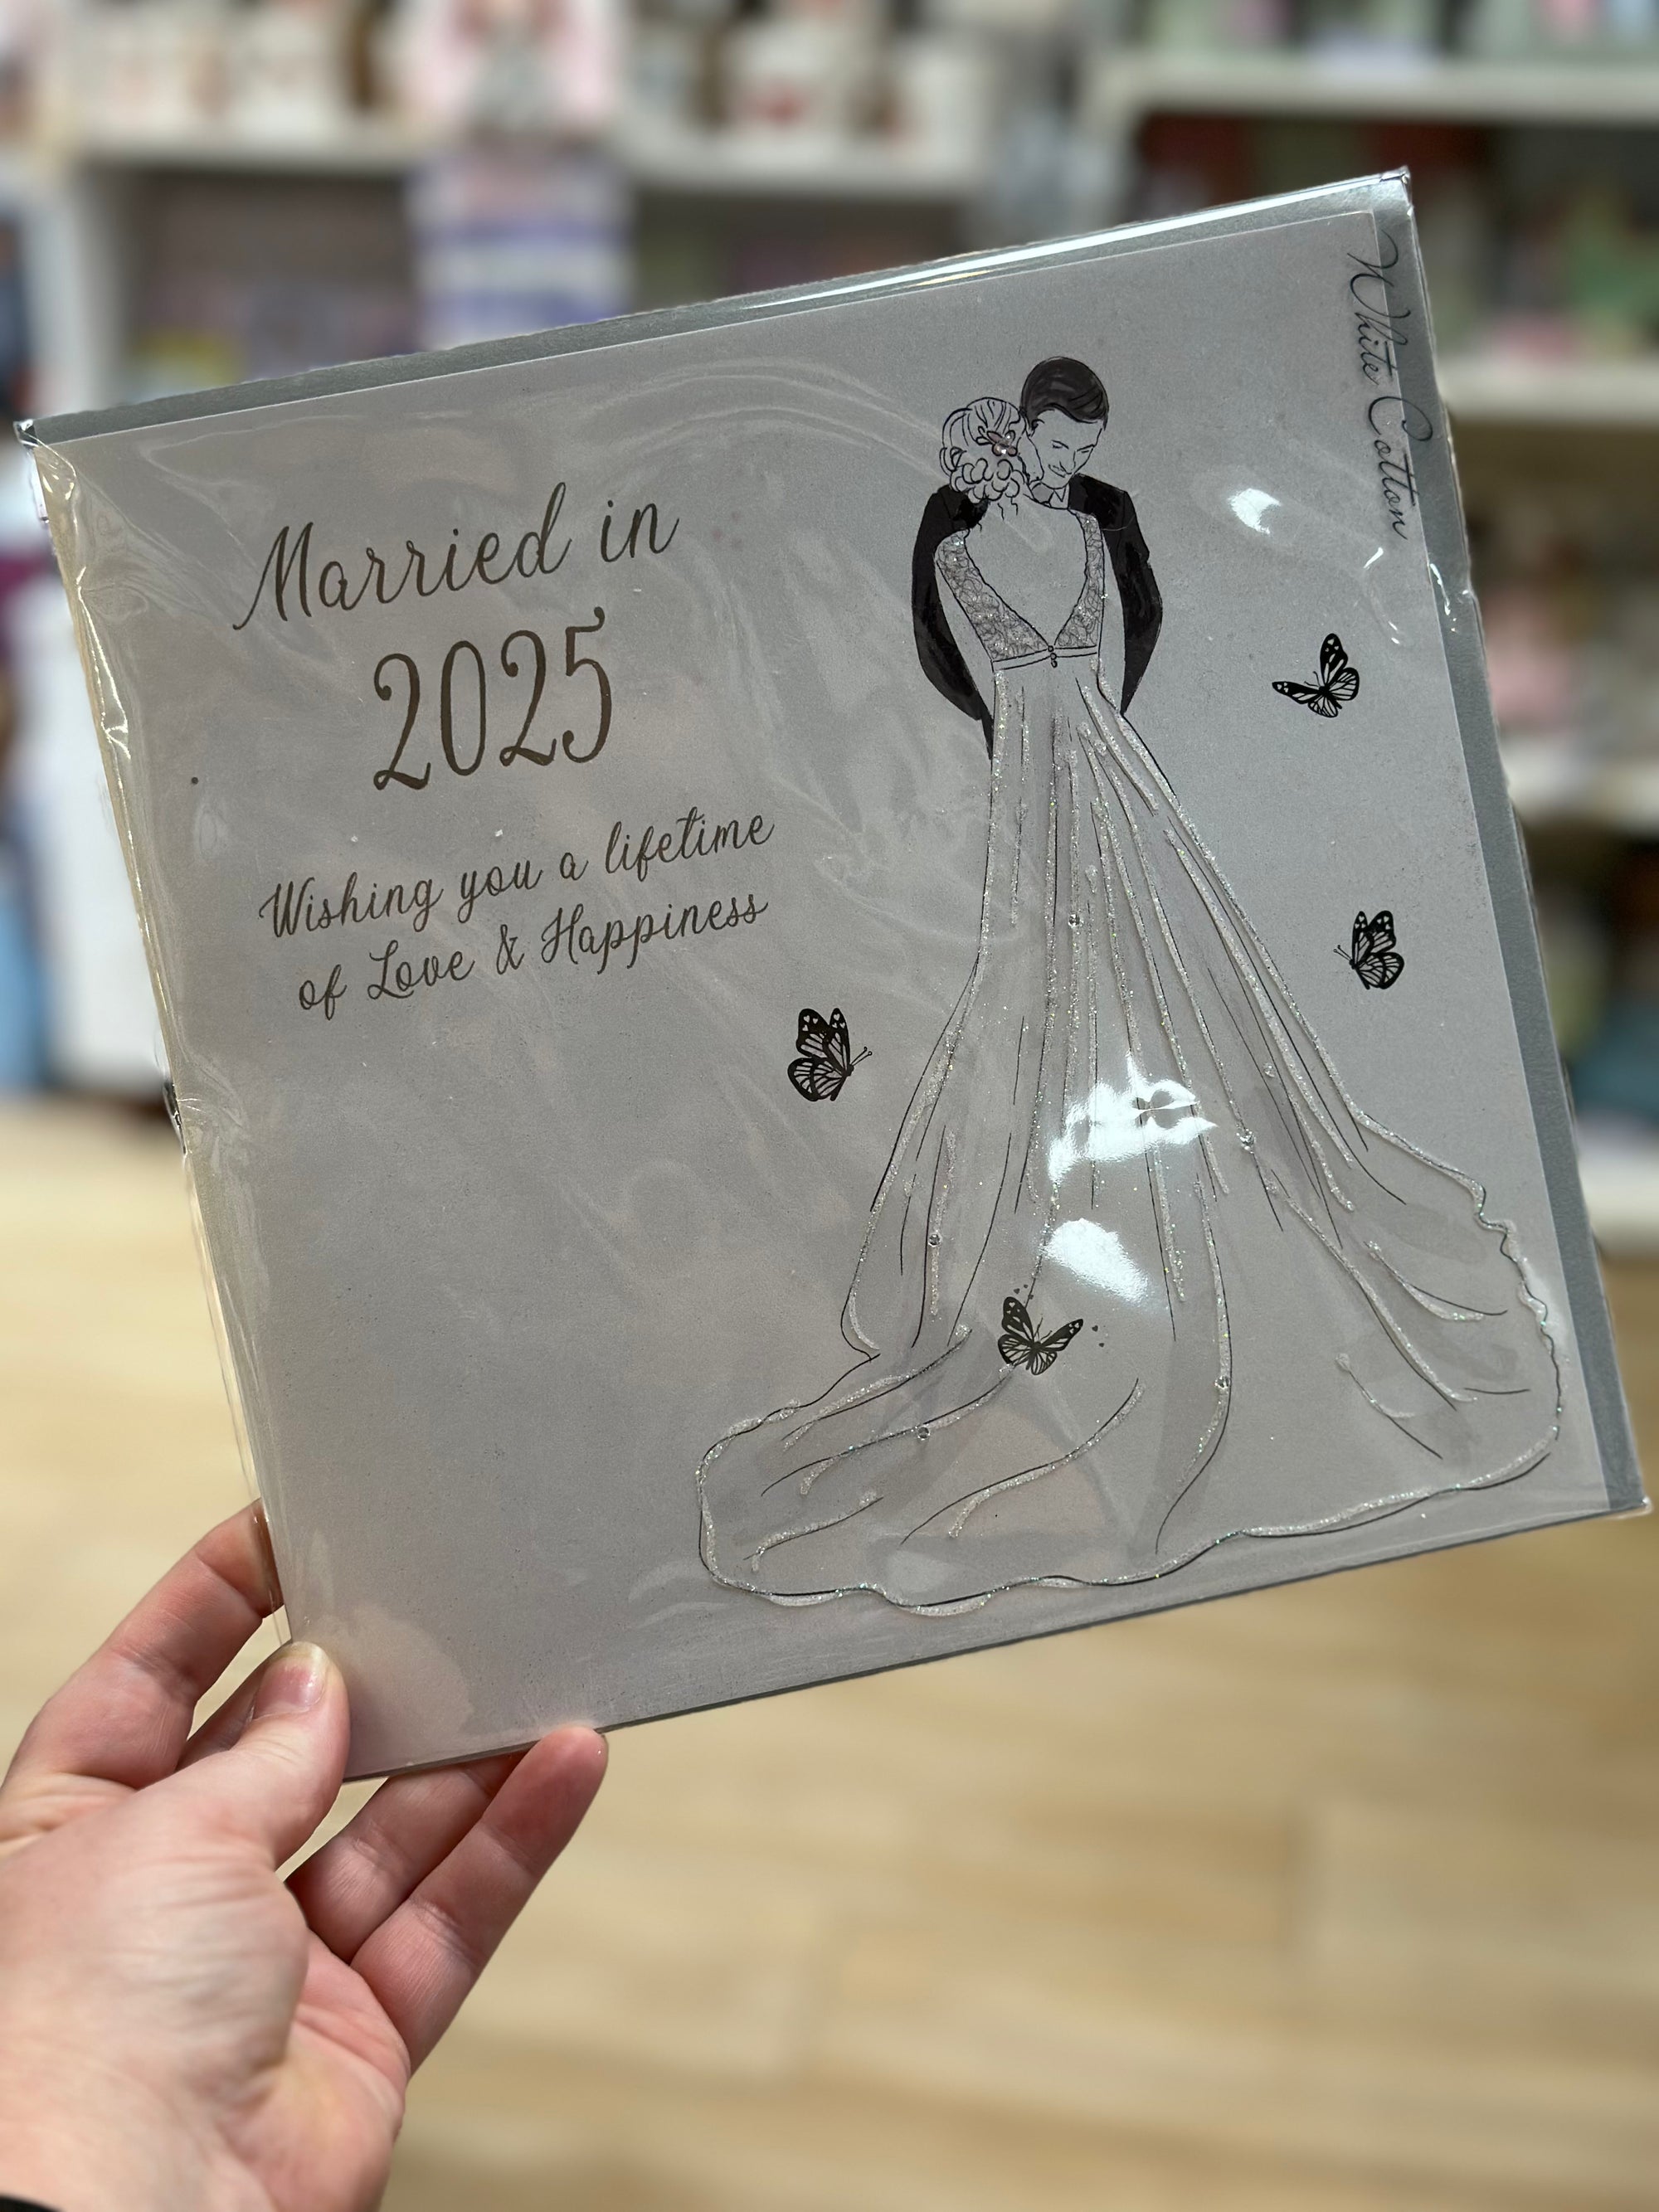 Married in
2025
Wishing you a lifetime
of Love & Happiness
White Cotton